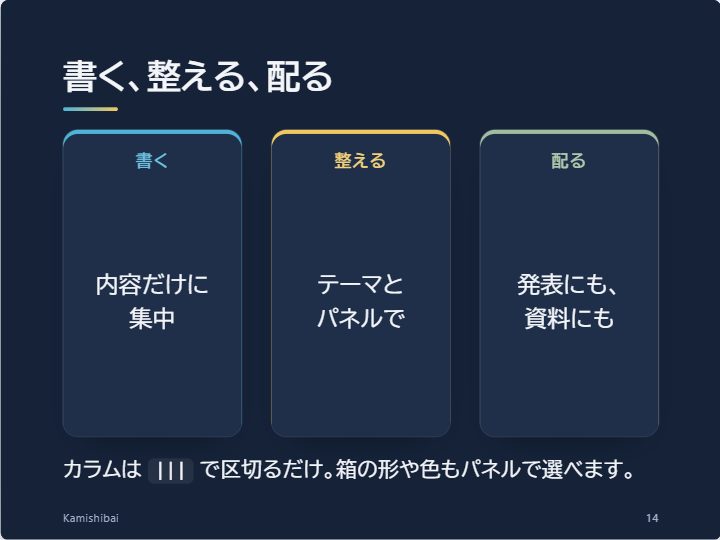 書く、整える、配る
書く
内容だけに
集中
整える
テーマと
パネルで
配る
発表にも、
資料にも
カラムは ||| で区切るだけ。箱の形や色もパネルで選べます。
Kamishibai
14